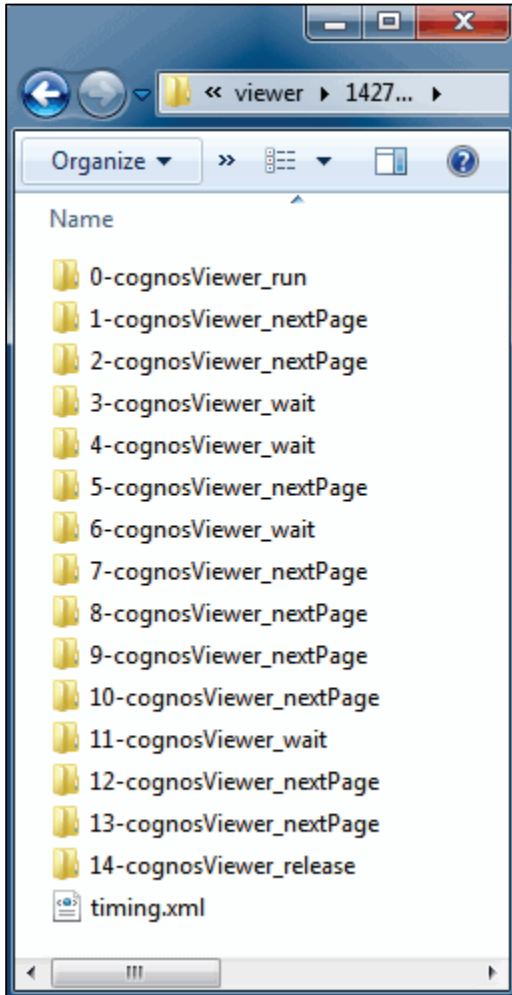 « viewer ▸ 1427... ▸
Organize ▾ »
Name
0-cognosViewer_run
1-cognosViewer_nextPage
2-cognosViewer_nextPage
3-cognosViewer_wait
4-cognosViewer_wait
5-cognosViewer_nextPage
6-cognosViewer_wait
7-cognosViewer_nextPage
8-cognosViewer_nextPage
9-cognosViewer_nextPage
10-cognosViewer_nextPage
11-cognosViewer_wait
12-cognosViewer_nextPage
13-cognosViewer_nextPage
14-cognosViewer_release
timing.xml